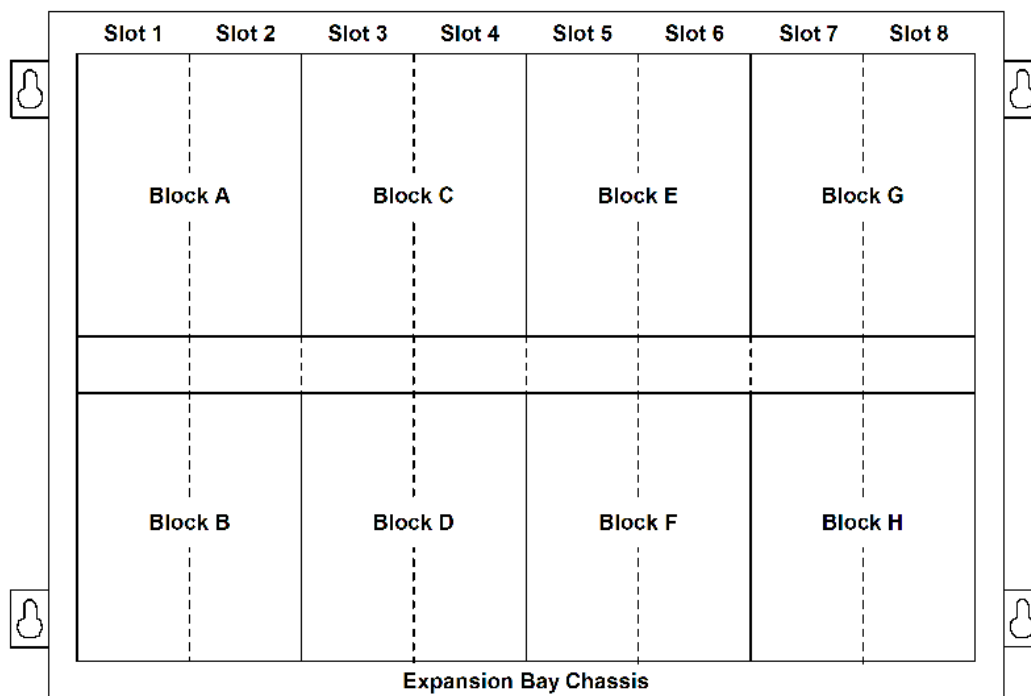 Slot 1 Slot 2 Slot 3 Slot 4 Slot 5 Slot 6 Slot 7 Slot 8
Block A Block C Block E Block G
Block B Block D Block F Block H
Expansion Bay Chassis